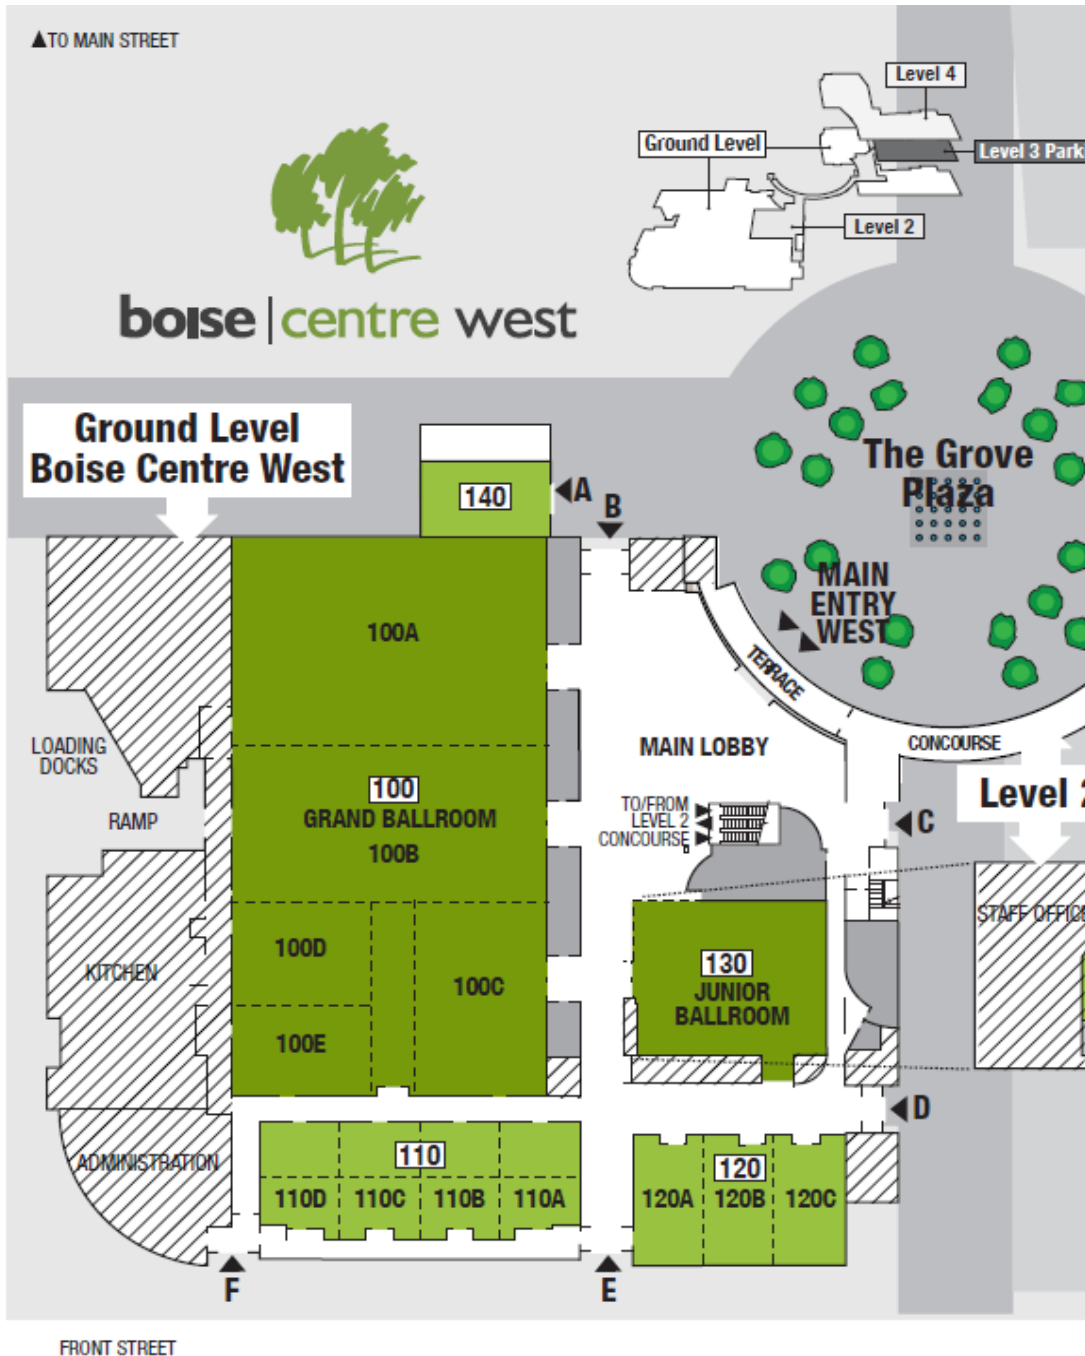 ▲TO MAIN STREET
Level 4
Ground Level
Level 3 Park
Level 2
boise | centre west
Ground Level
Boise Centre West
The Grove
Plaza
140
A
B
MAIN
ENTRY
WEST
100A
TERRACE
LOADING
DOCKS
MAIN LOBBY
CONCOURSE
100
GRAND BALLROOM
100B
RAMP
TO/FROM
LEVEL 2
CONCOURSE
Level 2
C
STAFF OFFICE
100D
100C
100E
KITCHEN
130
JUNIOR
BALLROOM
D
ADMINISTRATION
110
110D
110C
110B
110A
120
120A
120B
120C
F
E
FRONT STREET